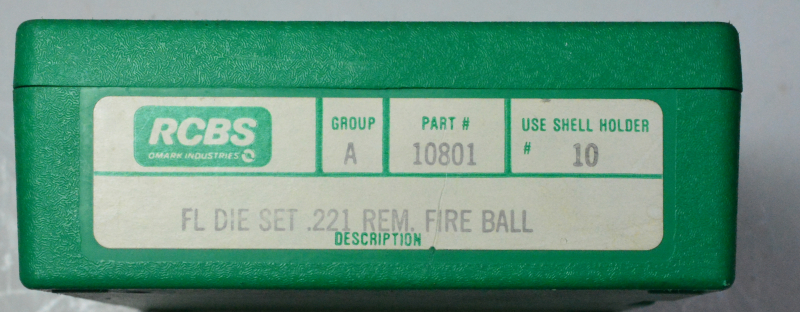 RCBS
OMARK INDUSTRIES
GROUP
A
PART #
10801
USE SHELL HOLDER
# 10
FL DIE SET .221 REM. FIRE BALL
DESCRIPTION